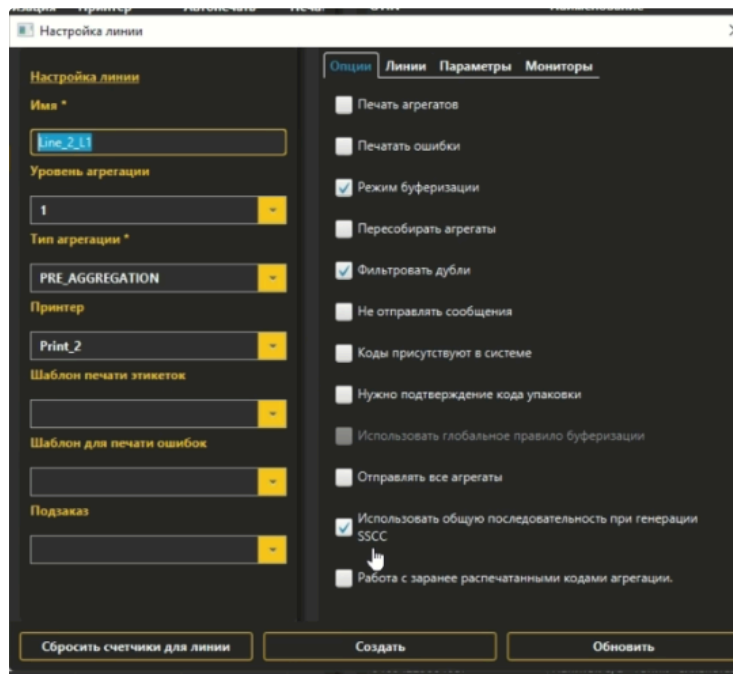 Принтер
Настройка линии
Настройка линии
Имя *
Line_2_L1
Уровень агрегации
1
Тип агрегации *
PRE_AGGREGATION
Принтер
Print_2
Шаблон печати этикеток
Шаблон для печати ошибок
Подзаказ
Опции Линии Параметры Мониторы
Печать агрегатов
Печатать ошибки
Режим буферизации
Пересобирать агрегаты
Фильтровать дубли
Не отправлять сообщения
Коды присутствуют в системе
Нужно подтверждение кода упаковки
Использовать глобальное правило буферизации
Отправлять все агрегаты
Использовать общую последовательность при генерации
SSCC
Работа с заранее распечатанными кодами агрегации.
Сбросить счетчики для линии
Создать
Обновить